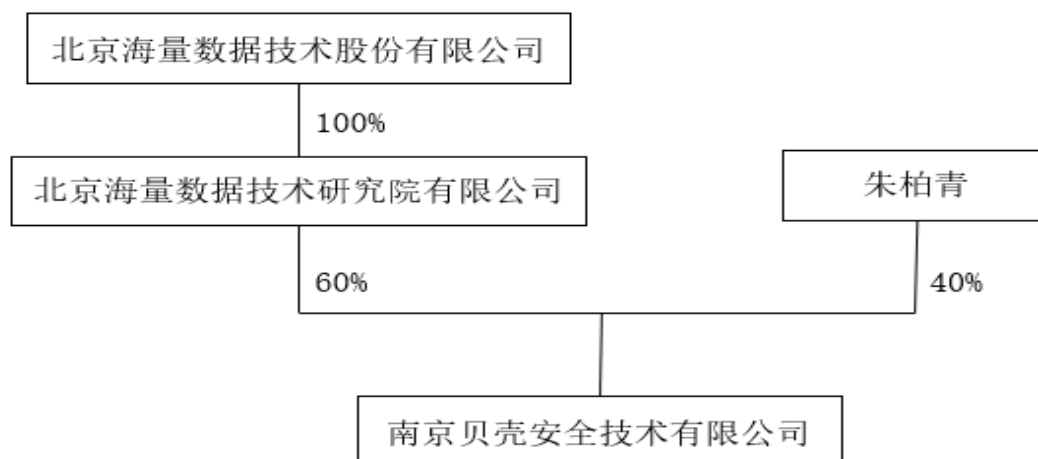 北京海量数据技术股份有限公司
100%
北京海量数据技术研究院有限公司
朱柏青
60%
40%
南京贝壳安全技术有限公司